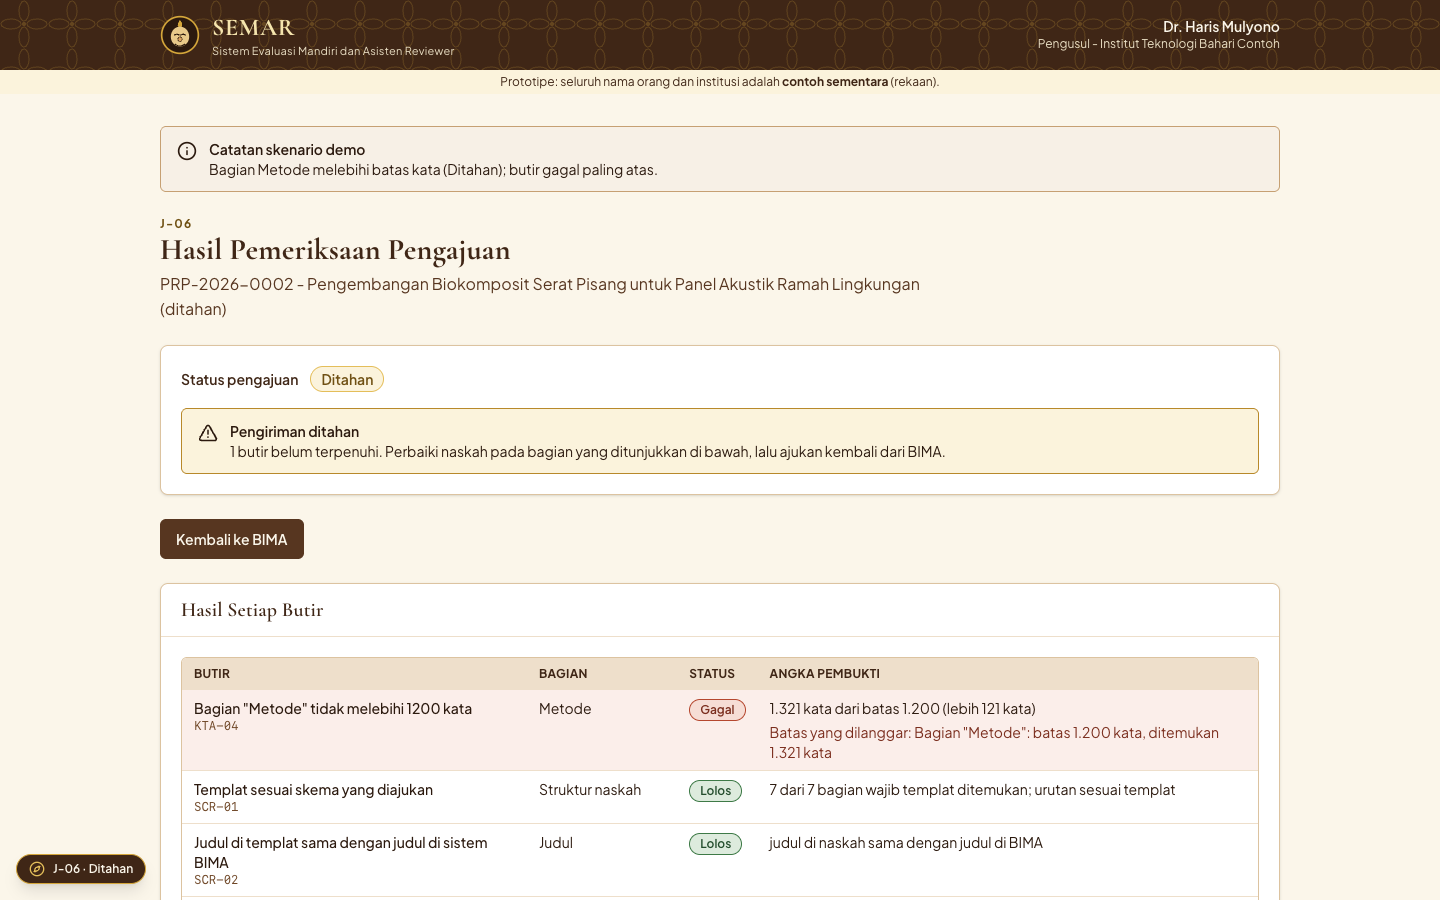 SEMAR
Sistem Evaluasi Mandiri dan Asisten Reviewer
Dr. Haris Mulyono
Pengusul - Institut Teknologi Bahari Contoh
Prototipe: seluruh nama orang dan institusi adalah contoh sementara (rekaan).
Catatan skenario demo
Bagian Metode melebihi batas kata (Ditahan); butir gagal paling atas.
J-06
Hasil Pemeriksaan Pengajuan
PRP-2026-0002 - Pengembangan Biokomposit Serat Pisang untuk Panel Akustik Ramah Lingkungan
(ditahan)
Status pengajuan Ditahan
Pengiriman ditahan
1 butir belum terpenuhi. Perbaiki naskah pada bagian yang ditunjukkan di bawah, lalu ajukan kembali dari BIMA.
Kembali ke BIMA
Hasil Setiap Butir
BUTIR BAGIAN STATUS ANGKA PEMBUKTI
Bagian "Metode" tidak melebihi 1200 kata Metode Gagal 1.321 kata dari batas 1.200 (lebih 121 kata)
KTA-04
Batas yang dilanggar: Bagian "Metode": batas 1.200 kata, ditemukan
1.321 kata
Templat sesuai skema yang diajukan Struktur naskah Lolos 7 dari 7 bagian wajib templat ditemukan; urutan sesuai templat
SCR-01
Judul di templat sama dengan judul di sistem Judul Lolos judul di naskah sama dengan judul di BIMA
BIMA
SCR-02
J-06 · Ditahan